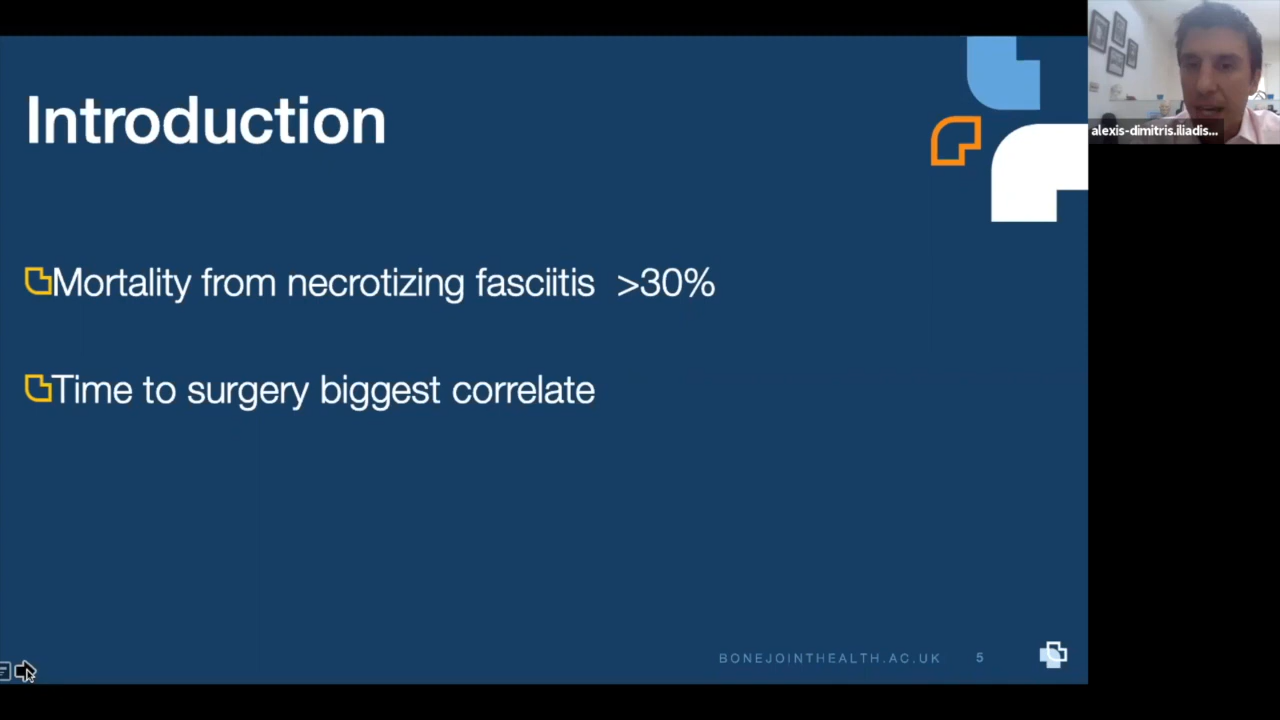 Introduction
Mortality from necrotizing fasciitis >30%
Time to surgery biggest correlate
BONEJOINTHEALTH.AC.UK 5
alexis-dimitris.iliadis...